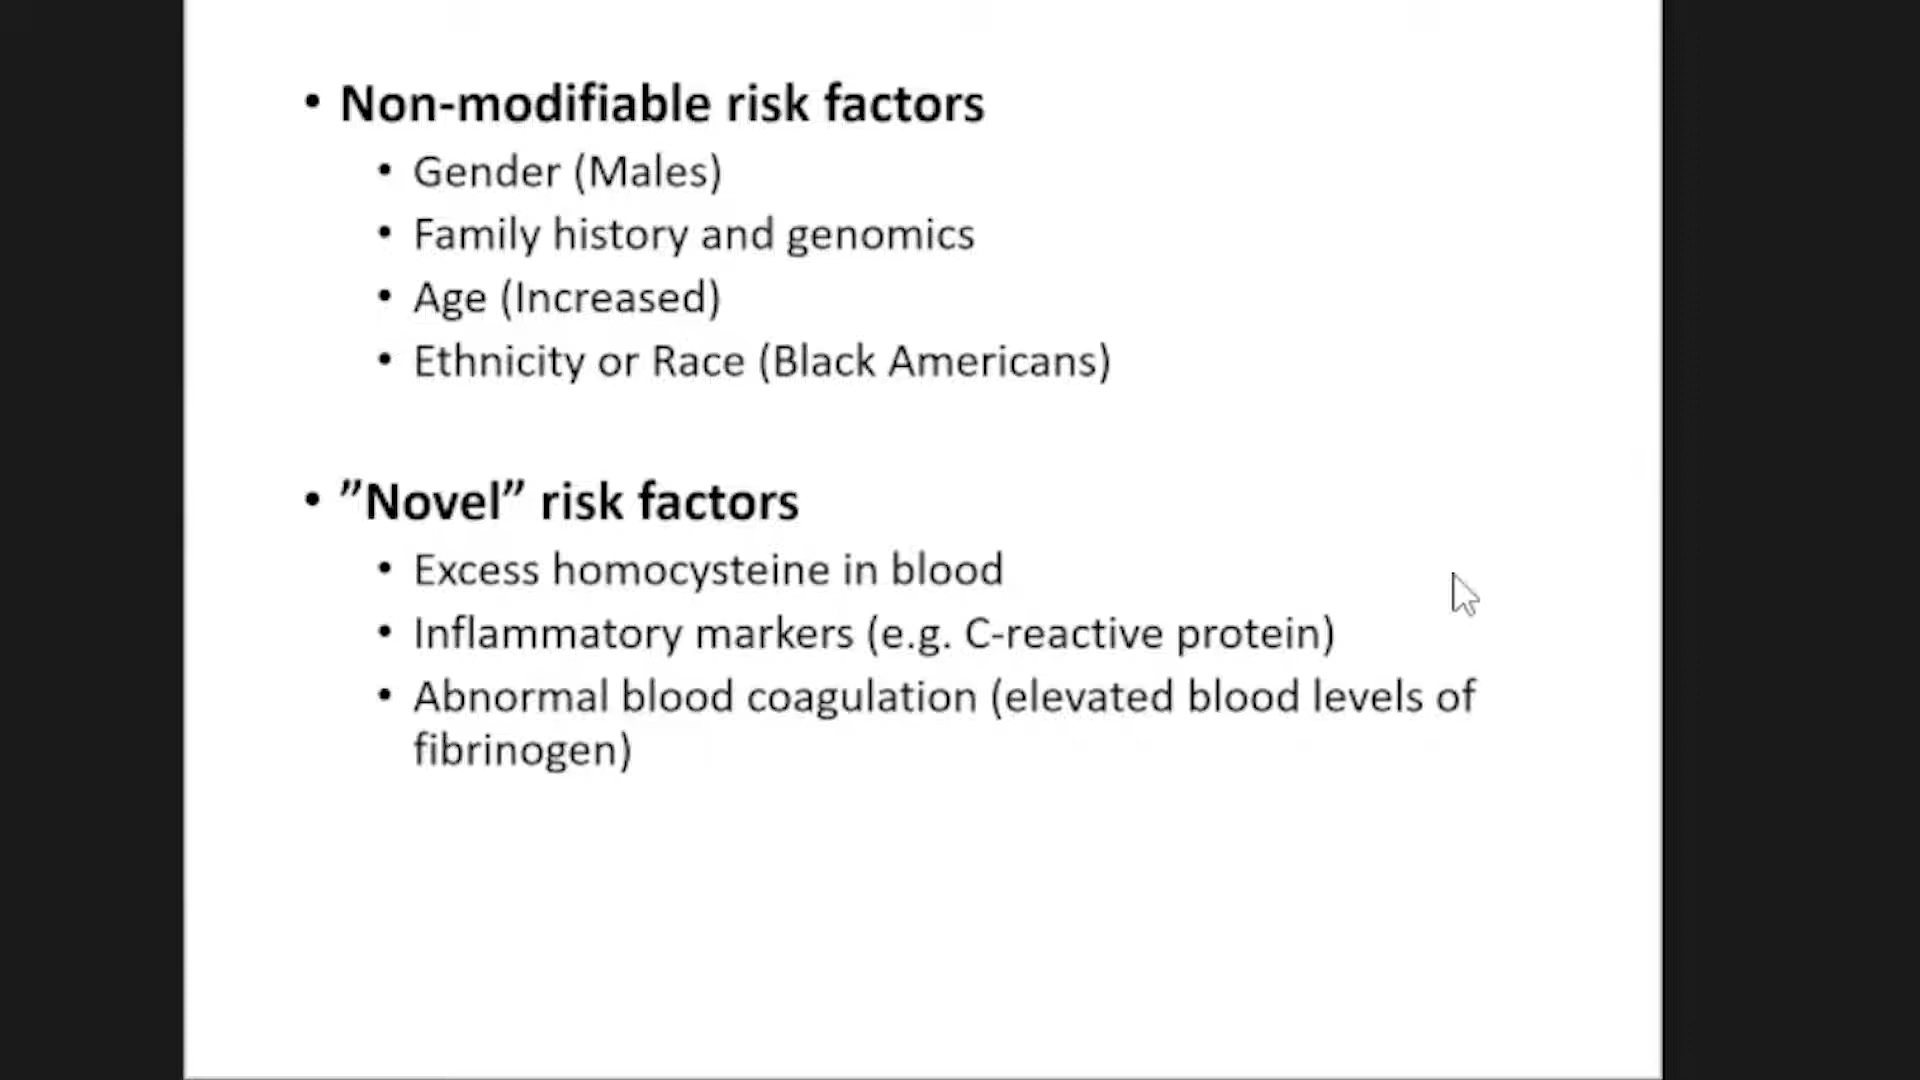 • Non-modifiable risk factors
• Gender (Males)
• Family history and genomics
• Age (Increased)
• Ethnicity or Race (Black Americans)
• ”Novel” risk factors
• Excess homocysteine in blood
• Inflammatory markers (e.g. C-reactive protein)
• Abnormal blood coagulation (elevated blood levels of
fibrinogen)